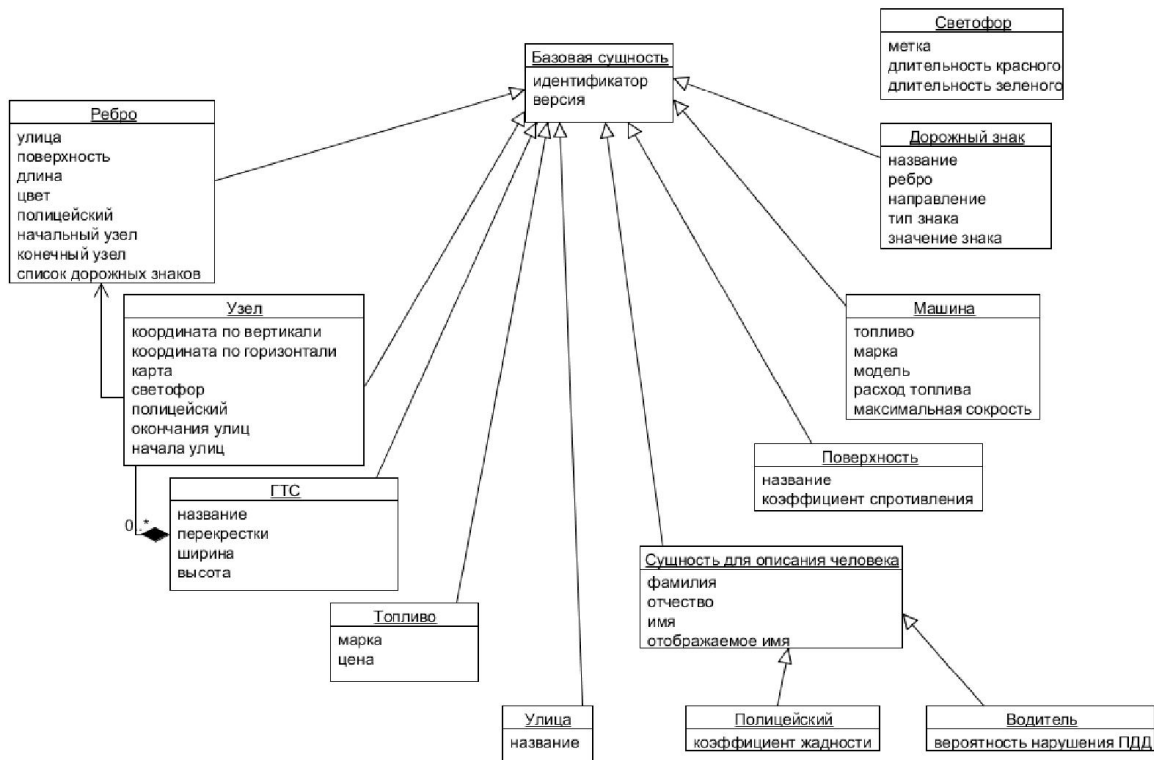 Светофор
метка
длительность красного
длительность зеленого
Базовая сущность
идентификатор
версия
Ребро
улица
поверхность
длина
цвет
полицейский
начальный узел
конечный узел
список дорожных знаков
Дорожный знак
название
ребро
направление
тип знака
значение знака
Узел
координата по вертикали
координата по горизонтали
карта
светофор
полицейский
окончания улиц
начала улиц
Машина
топливо
марка
модель
расход топлива
максимальная сокрость
Поверхность
название
коэффициент спротивления
ГТС
название
перекрестки
ширина
высота
0..*
Сущность для описания человека
фамилия
отчество
имя
отображаемое имя
Топливо
марка
цена
Улица
название
Полицейский
коэффициент жадности
Водитель
вероятность нарушения ПДД